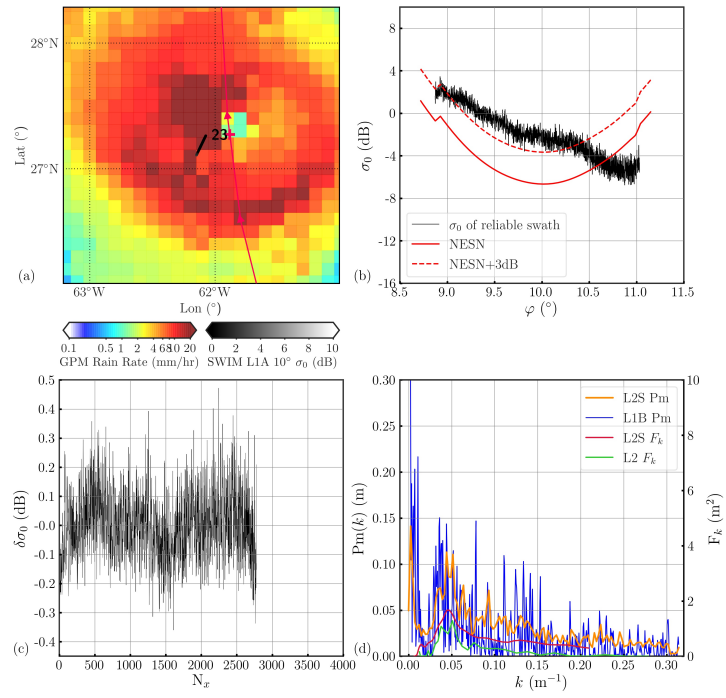 28°N
27°N
Lat (°)
23
(a)
63°W
62°W
Lon (°)
0.1 0.5 1 2 4 6 8 10 20
GPM Rain Rate (mm/hr)
0 2 4 6 8 10
SWIM L1A 10° σ₀ (dB)
8
4
0
-4
-8
-12
-16
σ₀ (dB)
σ₀ of reliable swath
NESN
NESN+3dB
(b)
8.5 9.0 9.5 10.0 10.5 11.0 11.5
φ (°)
0.5
0.4
0.3
0.2
0.1
-0.0
-0.1
-0.2
-0.3
-0.4
δσ₀ (dB)
(c)
0 500 1000 1500 2000 2500 3000 3500 4000
Nₓ
0.30
0.25
0.20
0.15
0.10
0.05
0.00
Pm(k) (m)
L2S Pm
L1B Pm
L2S Fₖ
L2 Fₖ
10
8
6
4
2
0
Fₖ (m²)
(d)
0.00 0.05 0.10 0.15 0.20 0.25 0.30
k (m⁻¹)